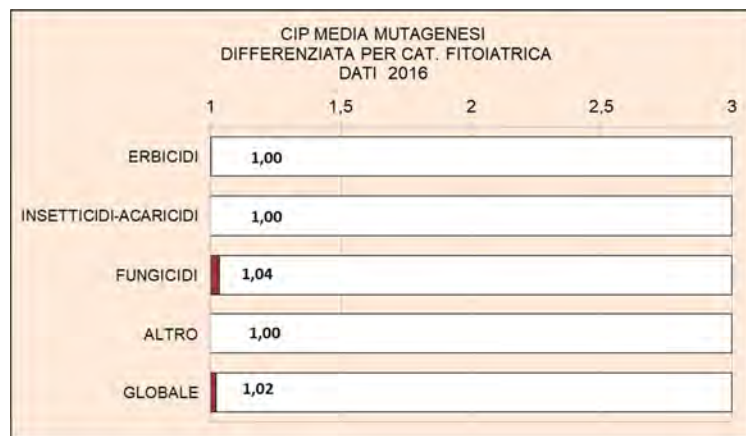 CIP MEDIA MUTAGENESI
DIFFERENZIATA PER CAT. FITOIATRICA
DATI 2016
1 1,5 2 2,5 3
ERBICIDI 1,00
INSETTICIDI-ACARICIDI 1,00
FUNGICIDI 1,04
ALTRO 1,00
GLOBALE 1,02